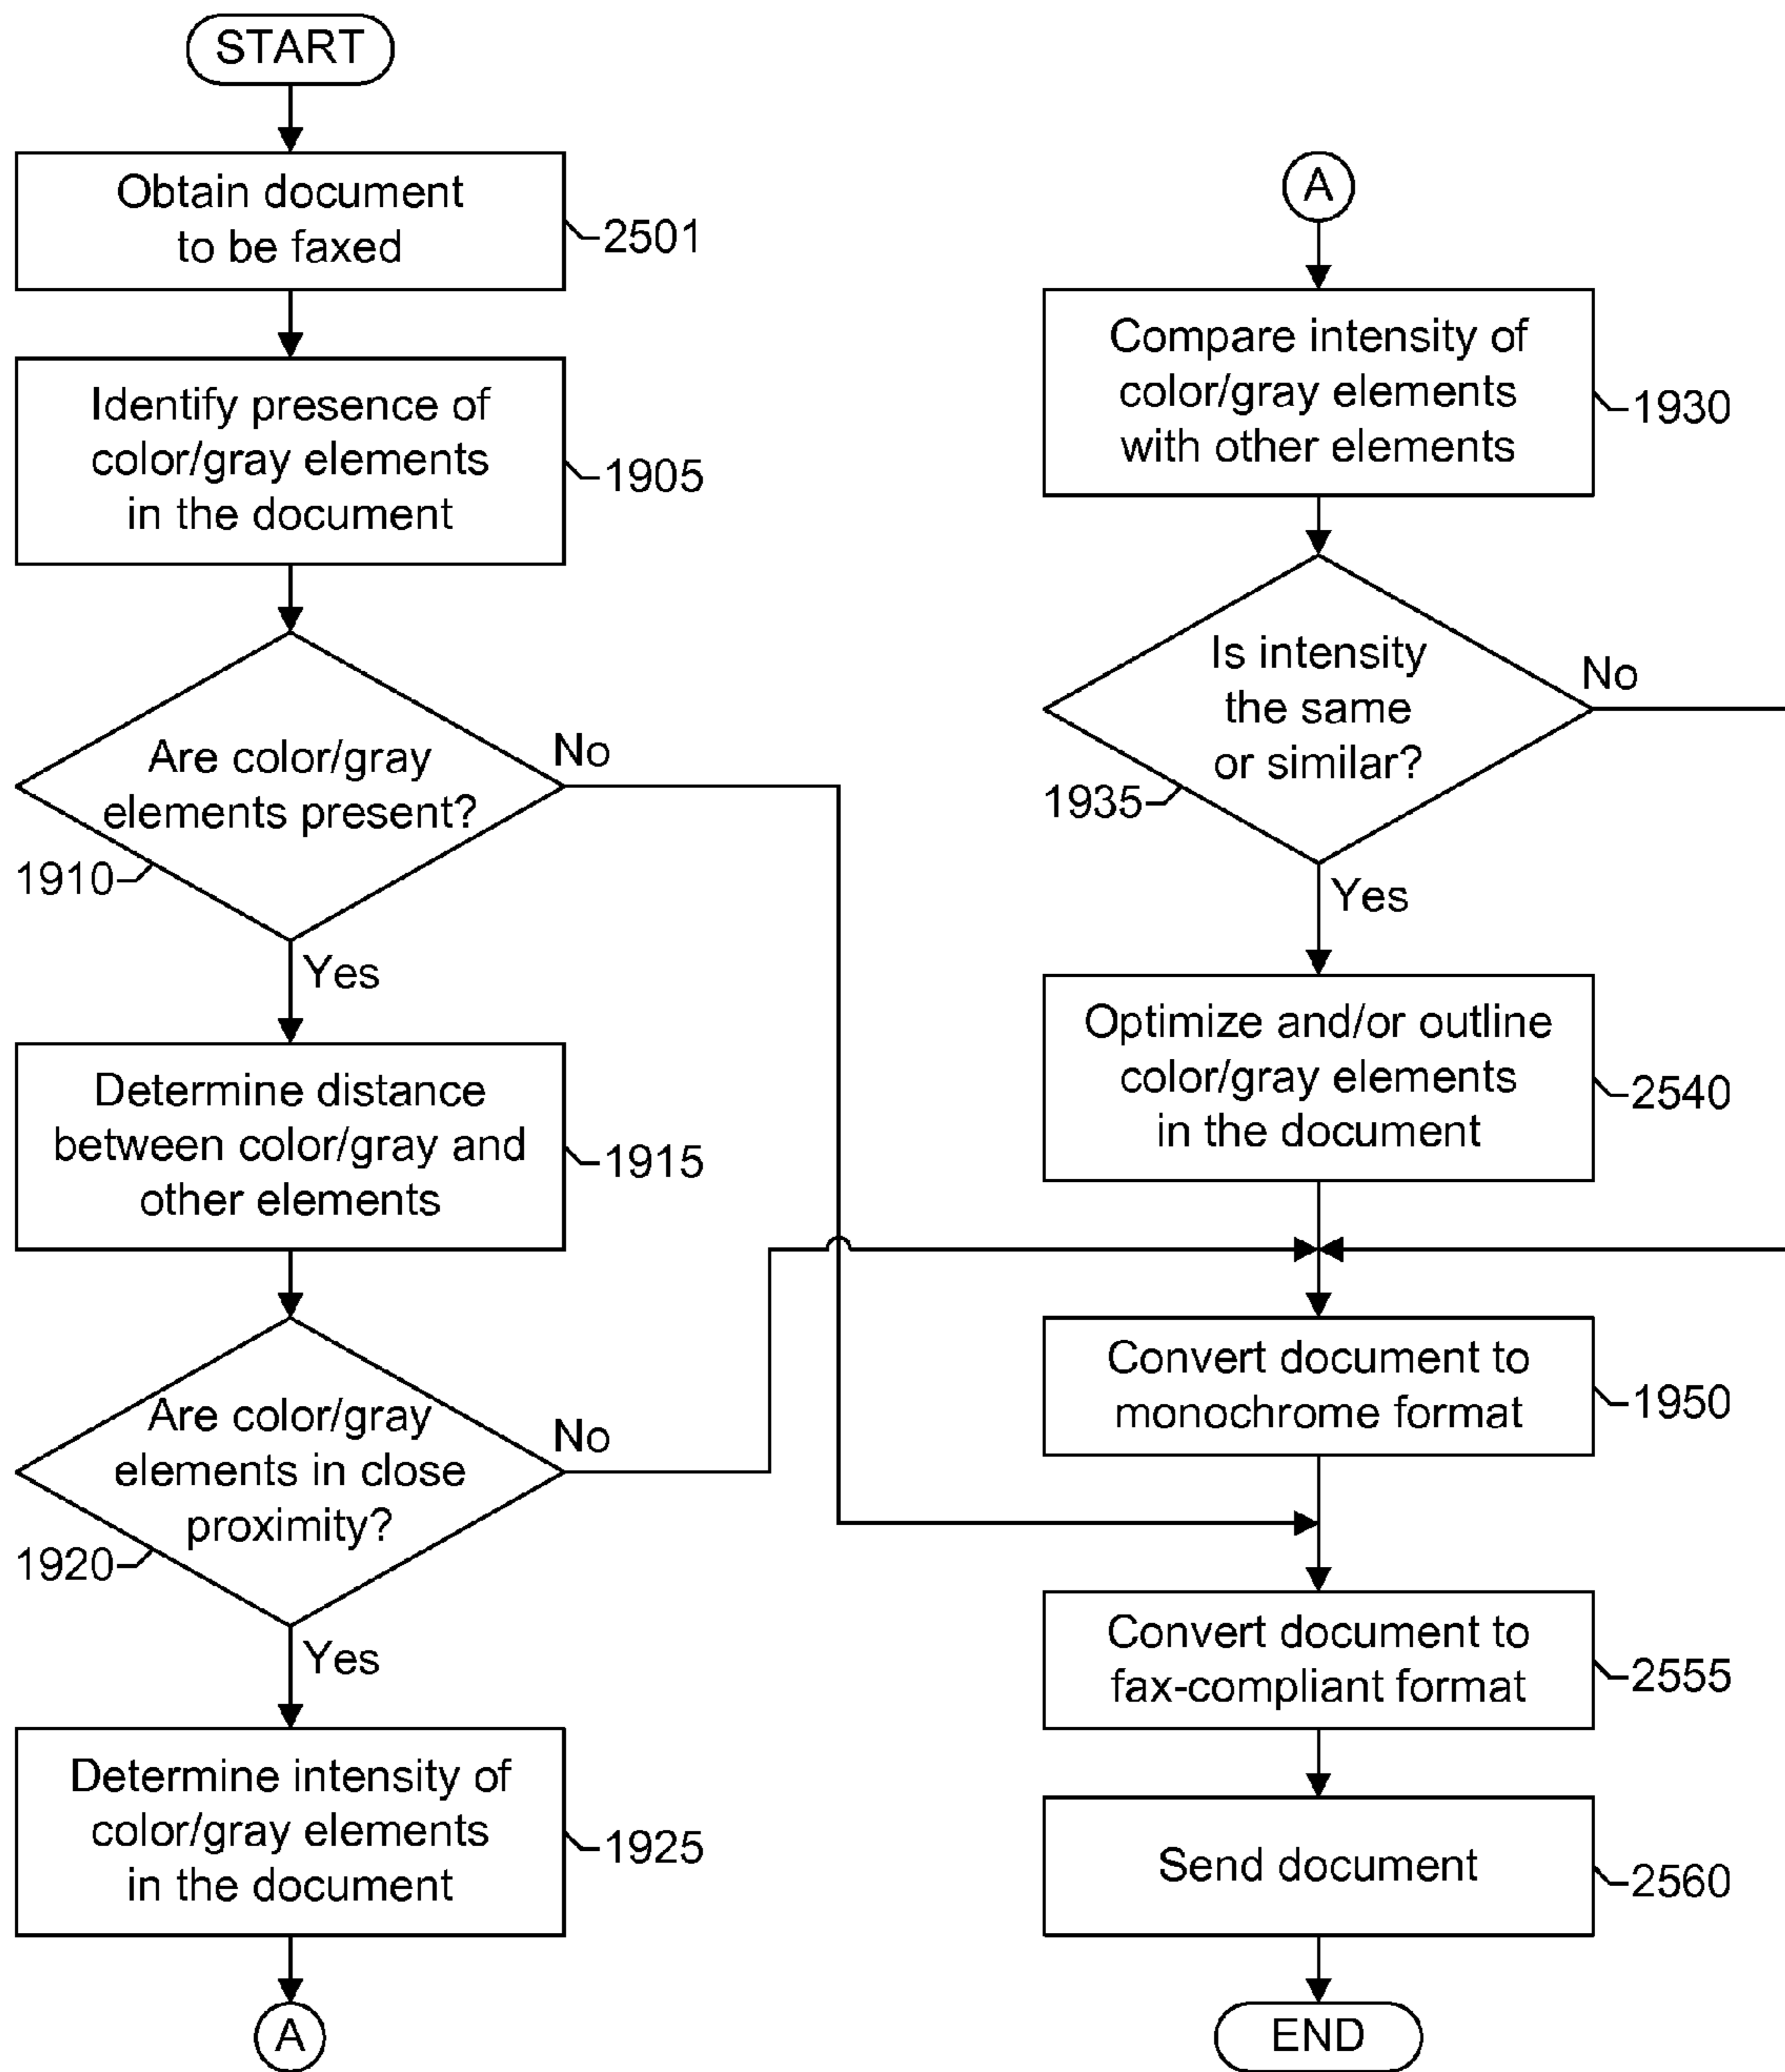 START
Obtain document
to be faxed
2501
Identify presence of
color/gray elements
in the document
1905
Are color/gray
elements present?
No
1910
Yes
Determine distance
between color/gray and
other elements
1915
Are color/gray
elements in close
proximity?
No
1920
Yes
Determine intensity of
color/gray elements
in the document
1925
A
A
Compare intensity of
color/gray elements
with other elements
1930
Is intensity
the same
or similar?
No
1935
Yes
Optimize and/or outline
color/gray elements
in the document
2540
Convert document to
monochrome format
1950
Convert document to
fax-compliant format
2555
Send document
2560
END